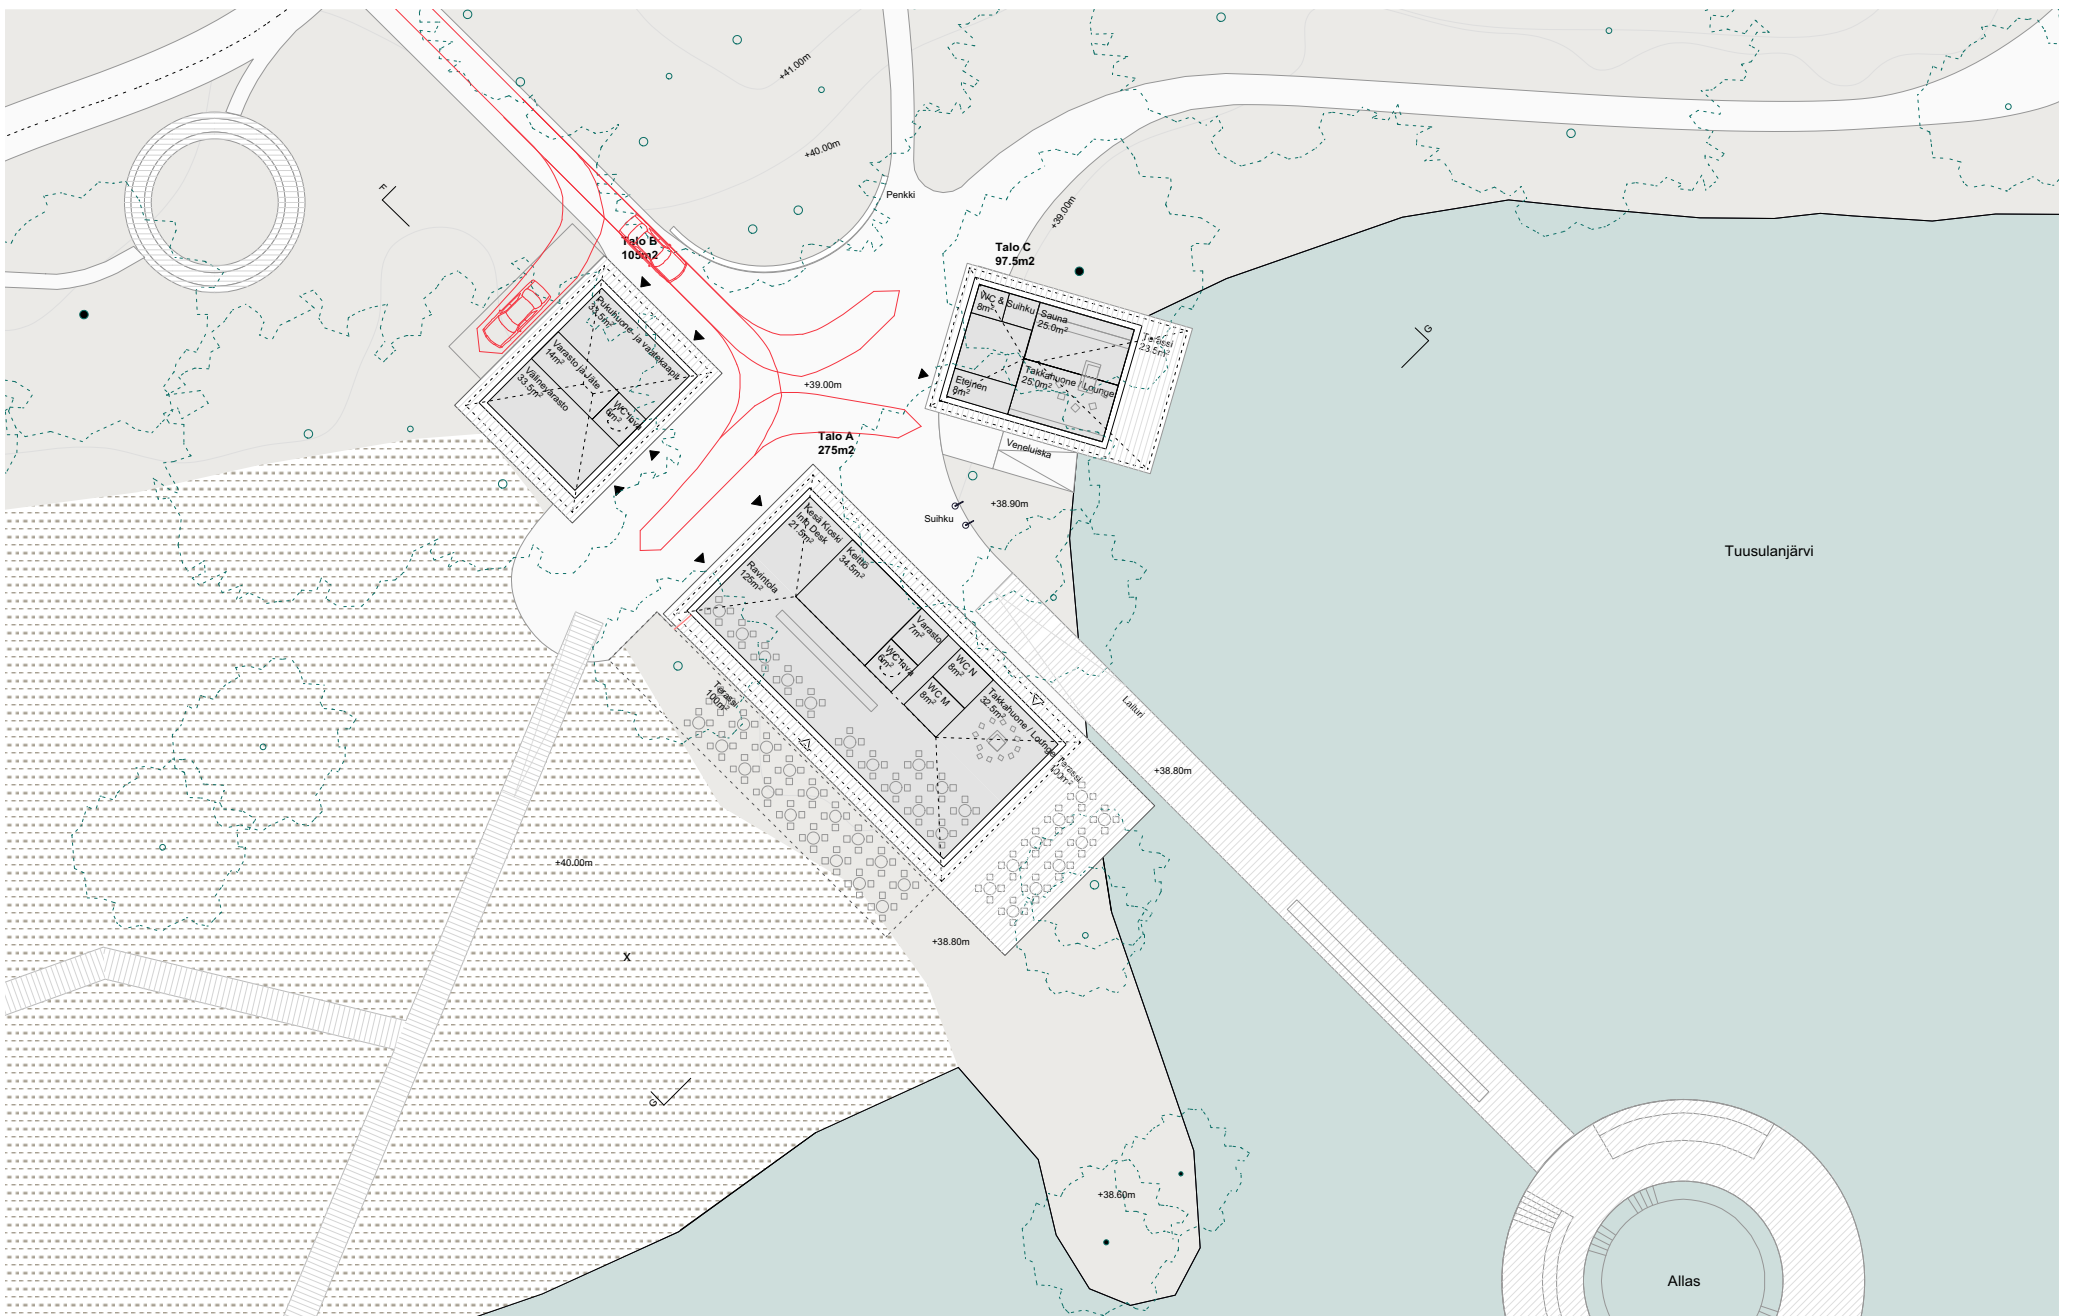 +41.00m
+40.00m
Penkki
+39.00m
F
Talo B
105m2
Pukuhuone- ja vaatekaapit
33.5m²
Varasto ja Jäte
14m²
Välinevarasto
33.5m²
WC Inva
6m²
Talo C
97.5m2
WC & Suihku
8m²
Sauna
25.0m²
Terassi
23.5m²
Takkahuone / Lounge
25.0m²
Eteinen
8m²
Veneluiska
G
+39.00m
Talo A
275m2
Kesä Kioski
Info Desk
21.5m²
Keittiö
34.5m²
Ravintola
125m²
Varasto
7m²
WC Inva
6m²
WC N
8m²
WC M
8m²
Takkahuone / Lounge
32.5m²
Terassi
100m²
Terassi
100m²
Suihku
+38.90m
Tuusulanjärvi
Laituri
+38.80m
+40.00m
+38.80m
X
G
+38.60m
Allas